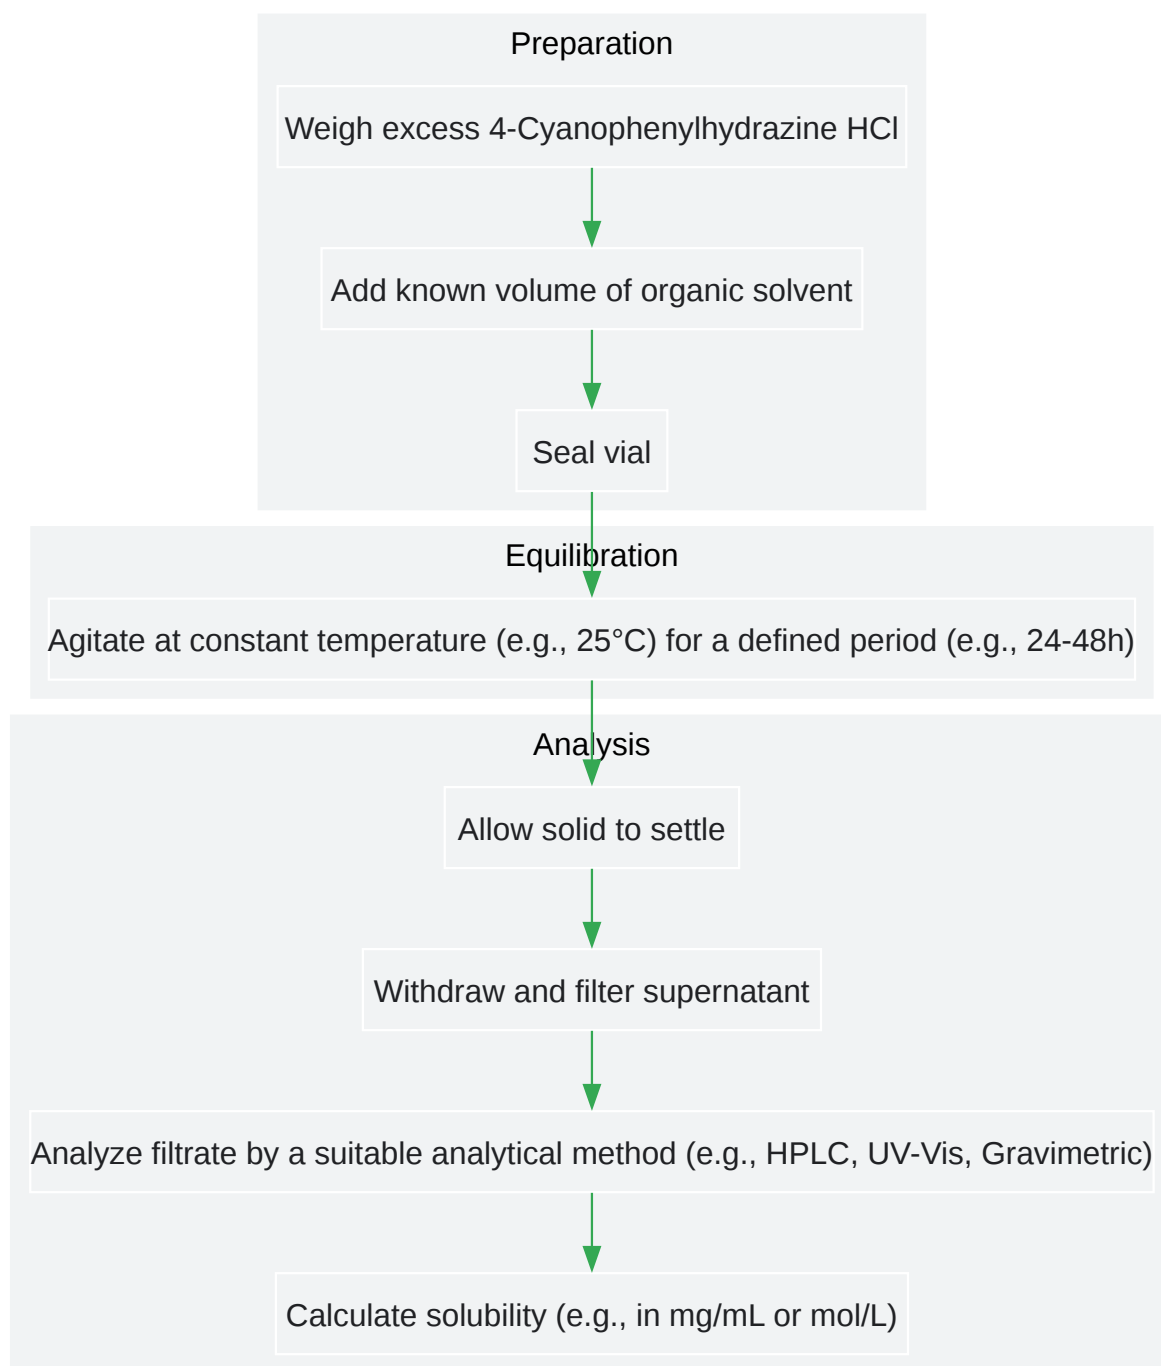 Preparation
Weigh excess 4-Cyanophenylhydrazine HCl
Add known volume of organic solvent
Seal vial
Equilibration
Agitate at constant temperature (e.g., 25°C) for a defined period (e.g., 24-48h)
Analysis
Allow solid to settle
Withdraw and filter supernatant
Analyze filtrate by a suitable analytical method (e.g., HPLC, UV-Vis, Gravimetric)
Calculate solubility (e.g., in mg/mL or mol/L)